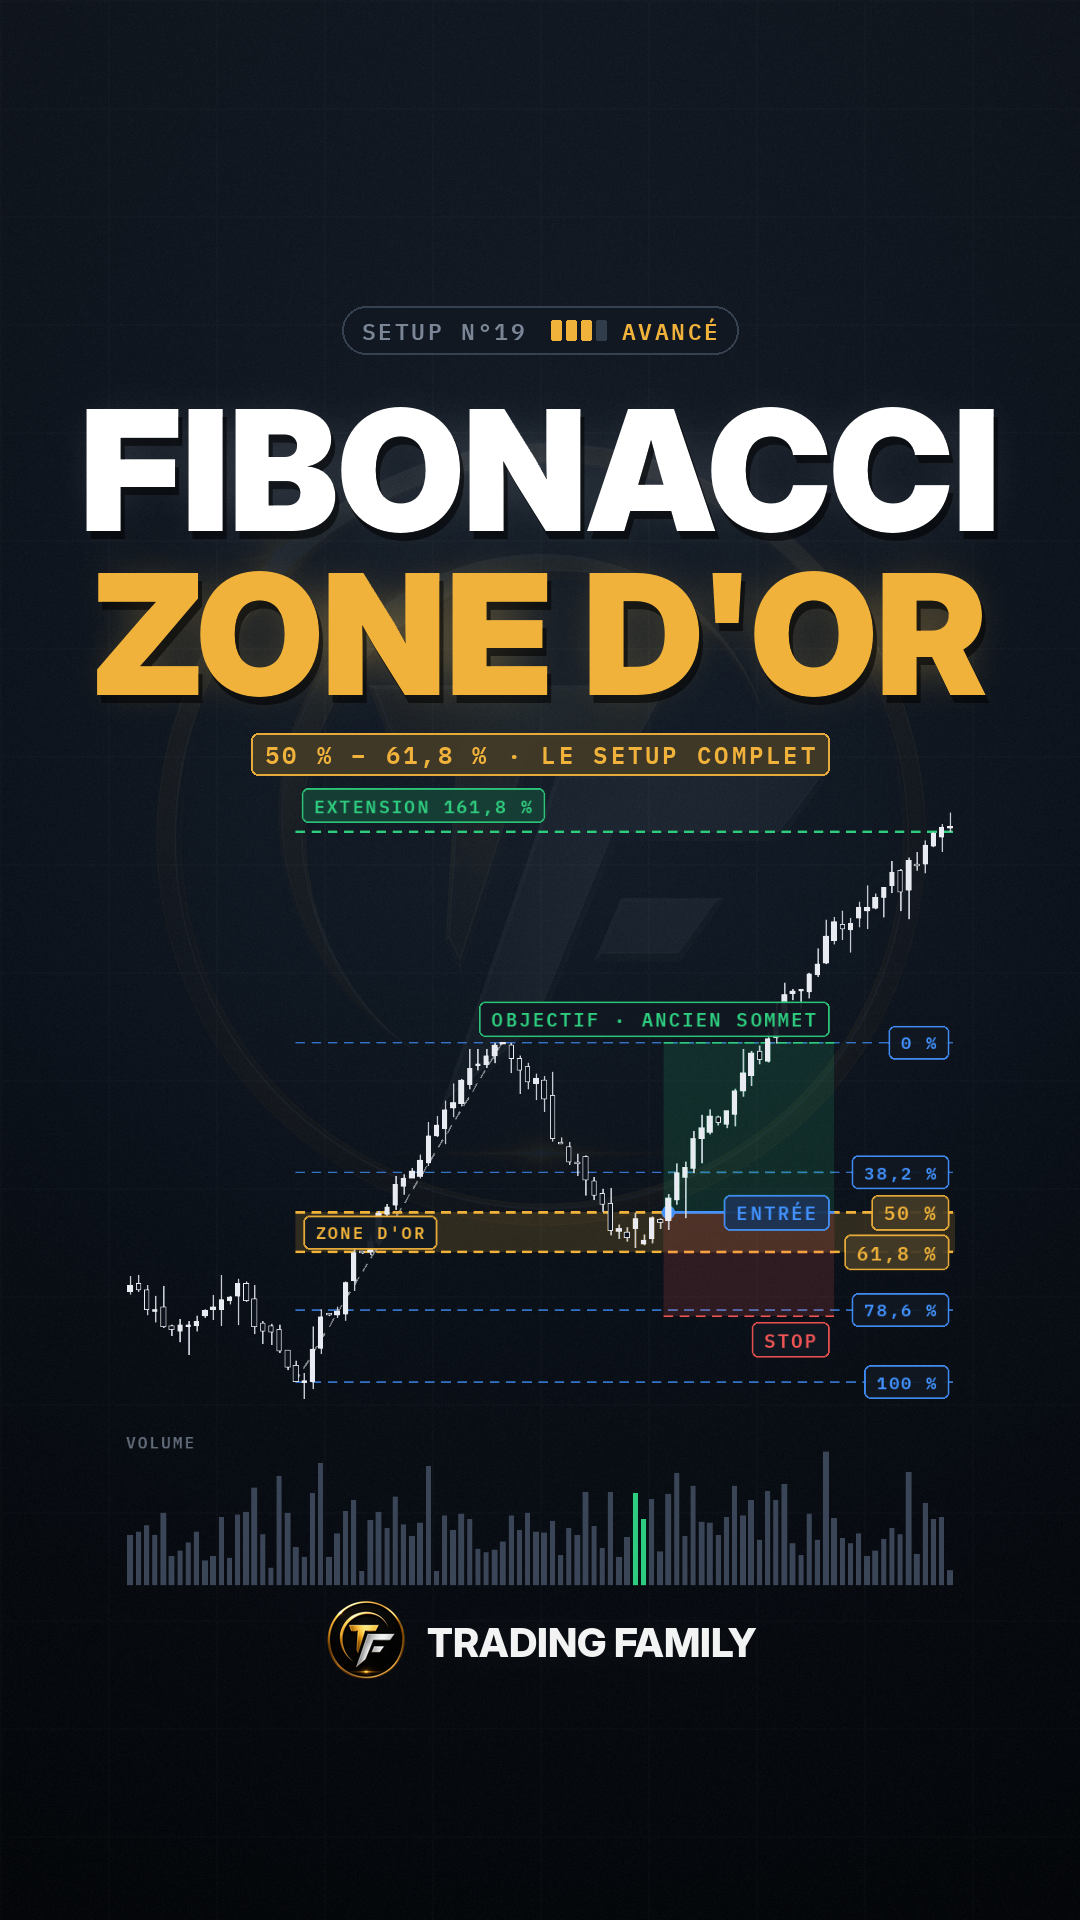 SETUP N°19 AVANCÉ
FIBONACCI
ZONE D'OR
50 % – 61,8 % · LE SETUP COMPLET
EXTENSION 161,8 %
OBJECTIF · ANCIEN SOMMET
0 %
38,2 %
ENTRÉE
50 %
ZONE D'OR
61,8 %
78,6 %
STOP
100 %
VOLUME
TF
TRADING FAMILY